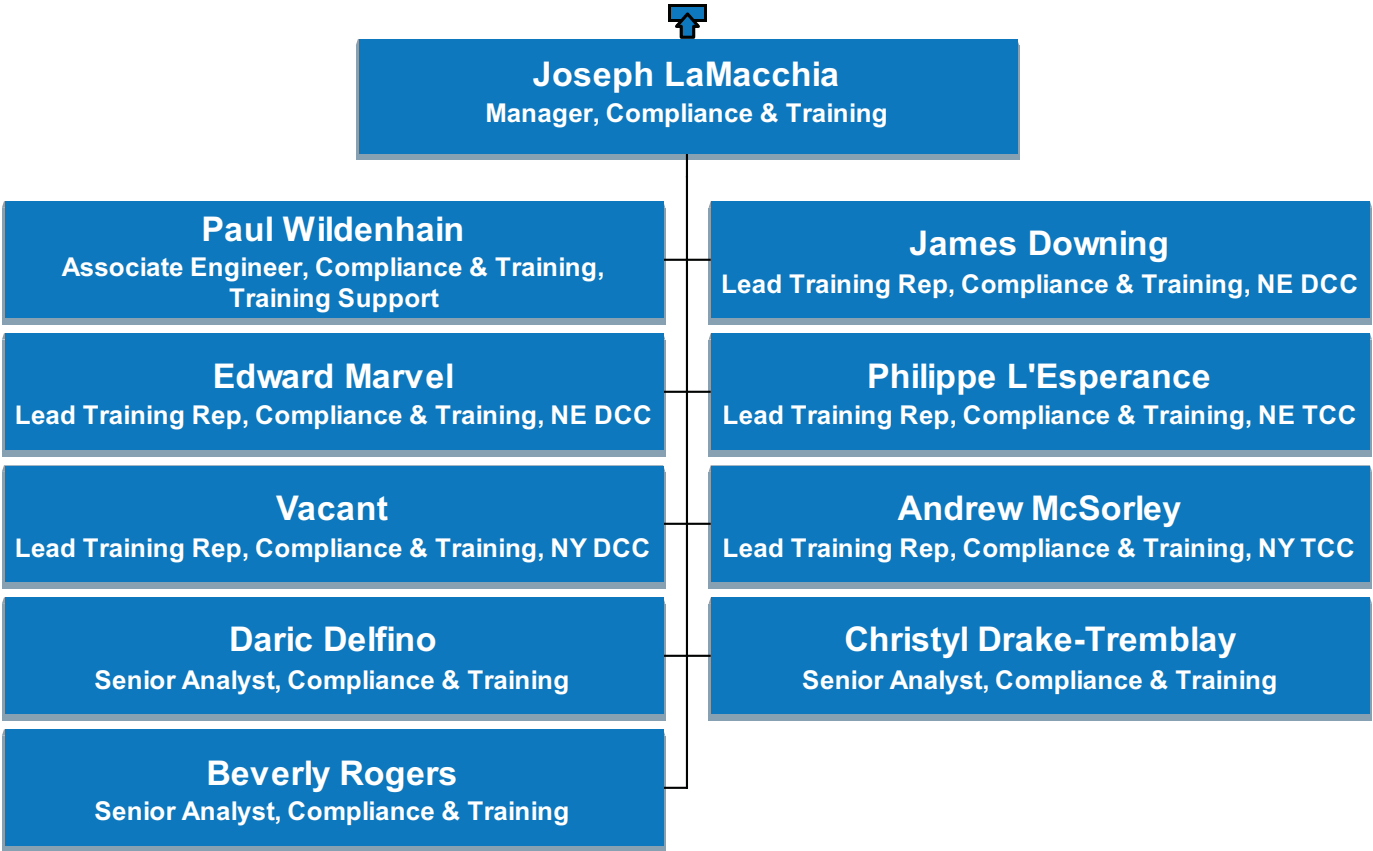 Joseph LaMacchia
Manager, Compliance & Training
Paul Wildenhain
Associate Engineer, Compliance & Training,
Training Support
James Downing
Lead Training Rep, Compliance & Training, NE DCC
Edward Marvel
Lead Training Rep, Compliance & Training, NE DCC
Philippe L'Esperance
Lead Training Rep, Compliance & Training, NE TCC
Vacant
Lead Training Rep, Compliance & Training, NY DCC
Andrew McSorley
Lead Training Rep, Compliance & Training, NY TCC
Daric Delfino
Senior Analyst, Compliance & Training
Christyl Drake-Tremblay
Senior Analyst, Compliance & Training
Beverly Rogers
Senior Analyst, Compliance & Training